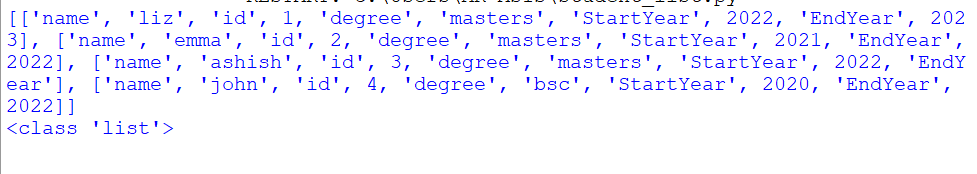 [['name', 'liz', 'id', 1, 'degree', 'masters', 'StartYear', 2022, 'EndYear', 202
3], ['name', 'emma', 'id', 2, 'degree', 'masters', 'StartYear', 2021, 'EndYear',
2022], ['name', 'ashish', 'id', 3, 'degree', 'masters', 'StartYear', 2022, 'EndY
ear'], ['name', 'john', 'id', 4, 'degree', 'bsc', 'StartYear', 2020, 'EndYear',
2022]]
<class 'list'>